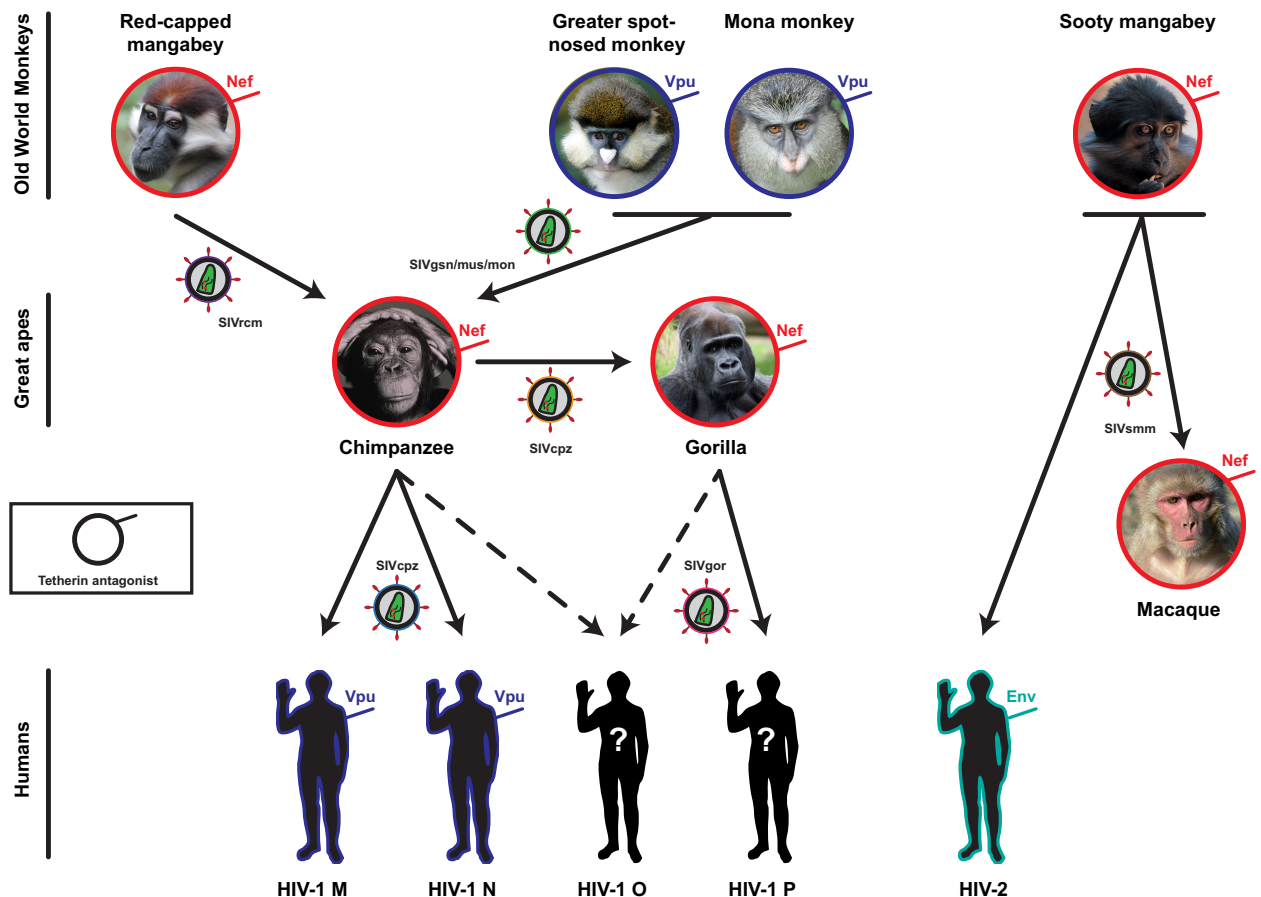 Old World Monkeys
Red-capped
mangabey
Nef
Greater spot-
nosed monkey
Vpu
Mona monkey
Vpu
Sooty mangabey
Nef
SIVrcm
SIVgsn/mus/mon
Great apes
Nef
Chimpanzee
SIVcpz
Nef
Gorilla
SIVsmm
Nef
Macaque
Tetherin antagonist
SIVcpz
SIVgor
Humans
Vpu
Vpu
?
?
Env
HIV-1 M
HIV-1 N
HIV-1 O
HIV-1 P
HIV-2